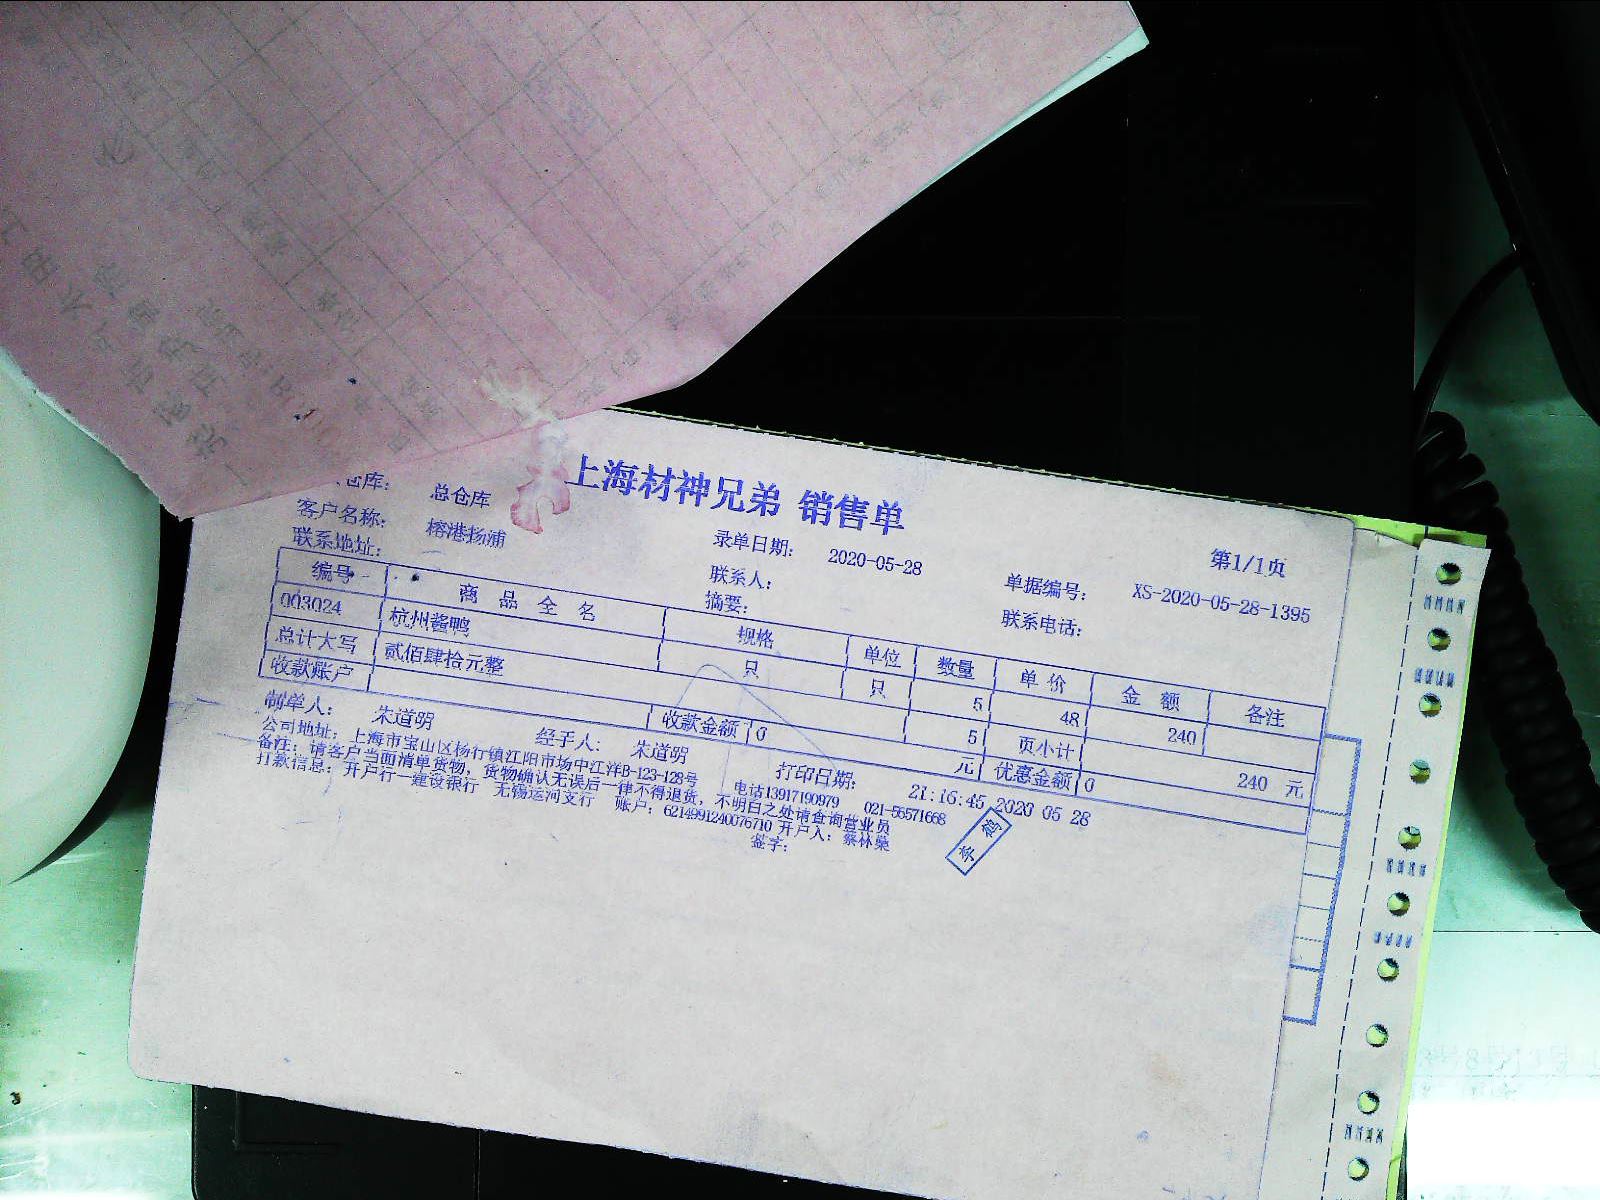 上海材神兄弟 销售单
仓库： 总仓库
录单日期： 2020-05-28
第1/1页
客户名称： 榕港扬浦
联系人：
单据编号： XS-2020-05-28-1395
联系地址：
摘要：
联系电话：
编号 商品全名 规格 单位 数量 单价 金额 备注
003024 杭州酱鸭 只 只 5 48 240
总计大写 贰佰肆拾元整 5 页小计 240 元
收款账户 收款金额 0 元 优惠金额 0
制单人： 朱道明 经手人： 朱道明 打印日期： 21:16:45 2020 05 28
公司地址：上海市宝山区杨行镇江阳市场中江洋B-123-128号 电话13917190979 021-56571668
备注：请客户当面清单货物，货物确认无误后一律不得退货，不明白之处请查询营业员
打款信息：开户行—建设银行 无锡运河支行 账户：6214991240076710 开户人：蔡林燊
签字：
李鹤